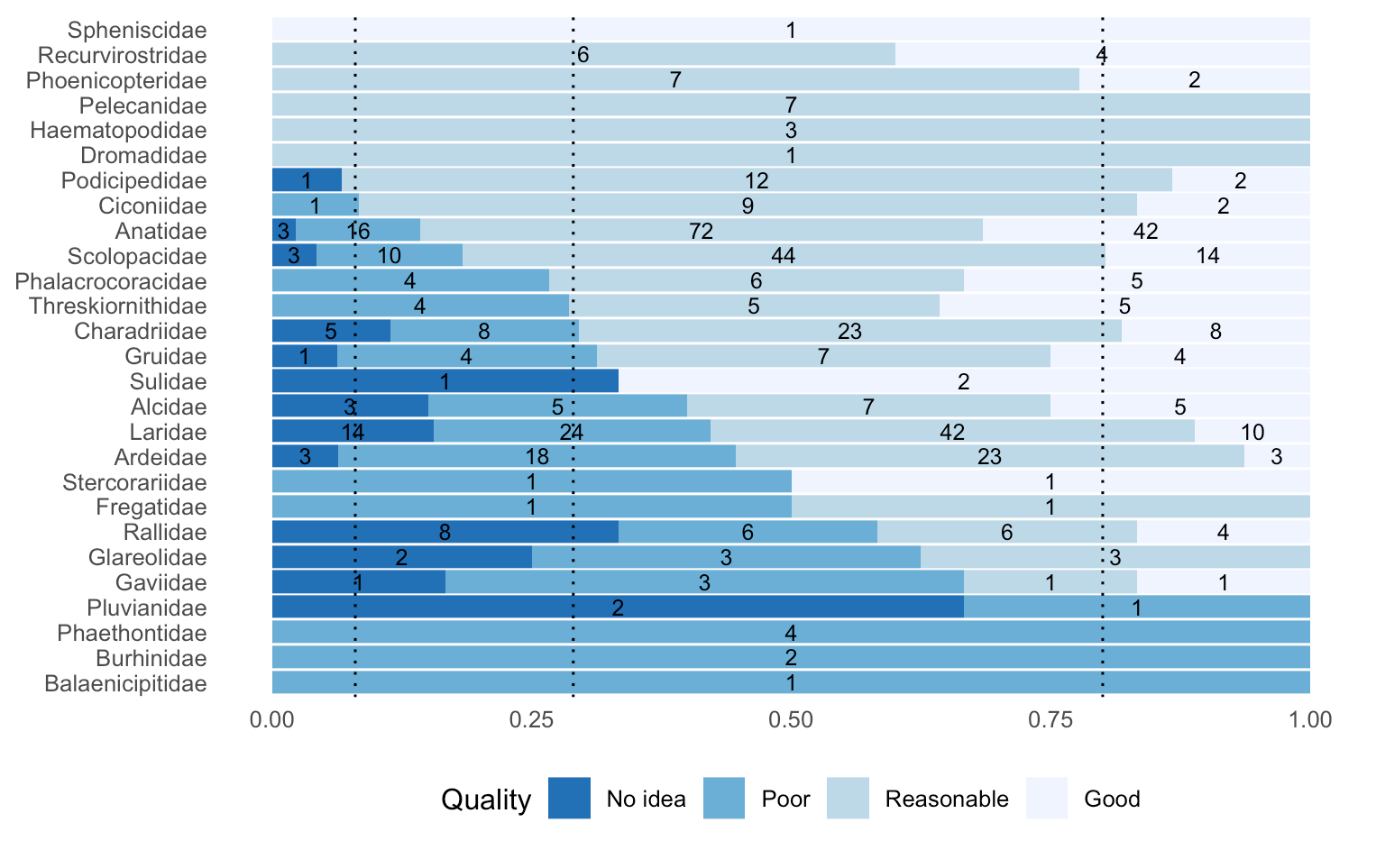 Spheniscidae 1
Recurvirostridae 6 4
Phoenicopteridae 7 2
Pelecanidae 7
Haematopodidae 3
Dromadidae 1
Podicipedidae 1 12 2
Ciconiidae 1 9 2
Anatidae 3 16 72 42
Scolopacidae 3 10 44 14
Phalacrocoracidae 4 6 5
Threskiornithidae 4 5 5
Charadriidae 5 8 23 8
Gruidae 1 4 7 4
Sulidae 1 2
Alcidae 3 5 7 5
Laridae 14 24 42 10
Ardeidae 3 18 23 3
Stercorariidae 1 1
Fregatidae 1 1
Rallidae 8 6 6 4
Glareolidae 2 3 3
Gaviidae 1 3 1 1
Pluvianidae 2 1
Phaethontidae 4
Burhinidae 2
Balaenicipitidae 1
0.00 0.25 0.50 0.75 1.00
Quality No idea Poor Reasonable Good